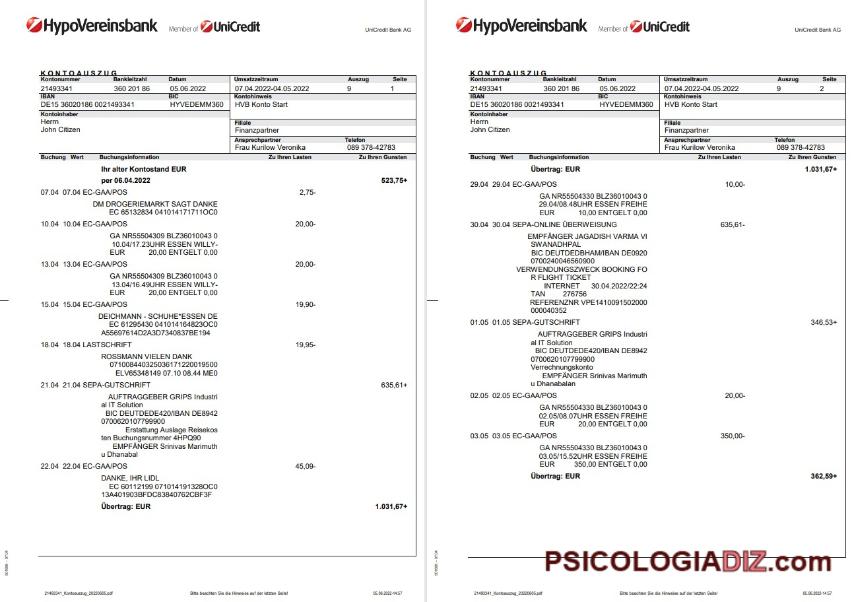 HypoVereinsbank Member of UniCredit
UniCredit Bank AG
KONTOAUSZUG
Kontonummer Bankleitzahl Datum Umsatzzeitraum Auszug Seite
21493341 360 201 86 05.06.2022 07.04.2022-04.05.2022 9 1
IBAN BIC Kontohinweis
DE15 36020186 0021493341 HYVEDEMM360 HVB Konto Start
Kontoinhaber
Herrn
John Citizen
Filiale
Finanzpartner
Ansprechpartner Telefon
Frau Kurilow Veronika 089 378-42783
Buchung Wert Buchungsinformation Zu Ihren Lasten Zu Ihren Gunsten
Ihr alter Kontostand EUR
per 06.04.2022 523,75+
07.04 07.04 EC-GAA/POS 2,75-
DM DROGERIEMARKT SAGT DANKE
EC 65132834 041014171711OC0
10.04 10.04 EC-GAA/POS 20,00-
GA NR55504309 BLZ36010043 0
10.04/17.23UHR ESSEN WILLY-
EUR 20,00 ENTGELT 0,00
13.04 13.04 EC-GAA/POS 20,00-
GA NR55504309 BLZ36010043 0
13.04/16.49UHR ESSEN WILLY-
EUR 20,00 ENTGELT 0,00
15.04 15.04 EC-GAA/POS 19,90-
DEICHMANN - SCHUHE*ESSEN DE
EC 61295430 041014164823OC0
A55697614D2A3D7340837BE194
18.04 18.04 LASTSCHRIFT 19,95-
ROSSMANN VIELEN DANK
071008440325036171220019500
ELV65348149 07.10 08.44 ME0
21.04 21.04 SEPA-GUTSCHRIFT 635,61+
AUFTRAGGEBER GRIPS Industri
al IT Solution
BIC DEUTDEDE420/IBAN DE8942
0700620107799900
Erstattung Auslage Reisekos
ten Buchungsnummer 4HPQ90
EMPFÄNGER Srinivas Marimuth
u Dhanabal
22.04 22.04 EC-GAA/POS 45,09-
DANKE, IHR LIDL
EC 60112199 071014191328OC0
13A401903BFDC83840762CBF3F
Übertrag: EUR 1.031,67+
21493341_Kontoauszug_20220605.pdf Bitte beachten Sie die Hinweise auf der letzten Seite! 05.06.2022-14:57
HypoVereinsbank Member of UniCredit
UniCredit Bank AG
KONTOAUSZUG
Kontonummer Bankleitzahl Datum Umsatzzeitraum Auszug Seite
21493341 360 201 86 05.06.2022 07.04.2022-04.05.2022 9 2
IBAN BIC Kontohinweis
DE15 36020186 0021493341 HYVEDEMM360 HVB Konto Start
Kontoinhaber
Herrn
John Citizen
Filiale
Finanzpartner
Ansprechpartner Telefon
Frau Kurilow Veronika 089 378-42783
Buchung Wert Buchungsinformation Zu Ihren Lasten Zu Ihren Gunsten
Übertrag: EUR 1.031,67+
29.04 29.04 EC-GAA/POS 10,00-
GA NR55504330 BLZ36010043 0
29.04/08.48UHR ESSEN FREIHE
EUR 10,00 ENTGELT 0,00
30.04 30.04 SEPA-ONLINE ÜBERWEISUNG 635,61-
EMPFÄNGER JAGADISH VARMA VI
SWANADHPAL
BIC DEUTDEDBHAM/IBAN DE0920
0700240046560900
VERWENDUNGSZWECK BOOKING FO
R FLIGHT TICKET
INTERNET 30.04.2022/22:24
TAN 276756
REFERENZNR VPE1410091502000
000040352
01.05 01.05 SEPA-GUTSCHRIFT 346,53+
AUFTRAGGEBER GRIPS Industri
al IT Solution
BIC DEUTDEDE420/IBAN DE8942
0700620107799900
Verrechnungskonto
EMPFÄNGER Srinivas Marimuth
u Dhanabalan
02.05 02.05 EC-GAA/POS 20,00-
GA NR55504330 BLZ36010043 0
02.05/08.07UHR ESSEN FREIHE
EUR 20,00 ENTGELT 0,00
03.05 03.05 EC-GAA/POS 350,00-
GA NR55504330 BLZ36010043 0
03.05/15.52UHR ESSEN FREIHE
EUR 350,00 ENTGELT 0,00
Übertrag: EUR 362,59+
PSICOLOGIADIZ.com
21493341_Kontoauszug_20220605.pdf Bitte beachten Sie die Hinweise auf der letzten Seite! 05.06.2022-14:57